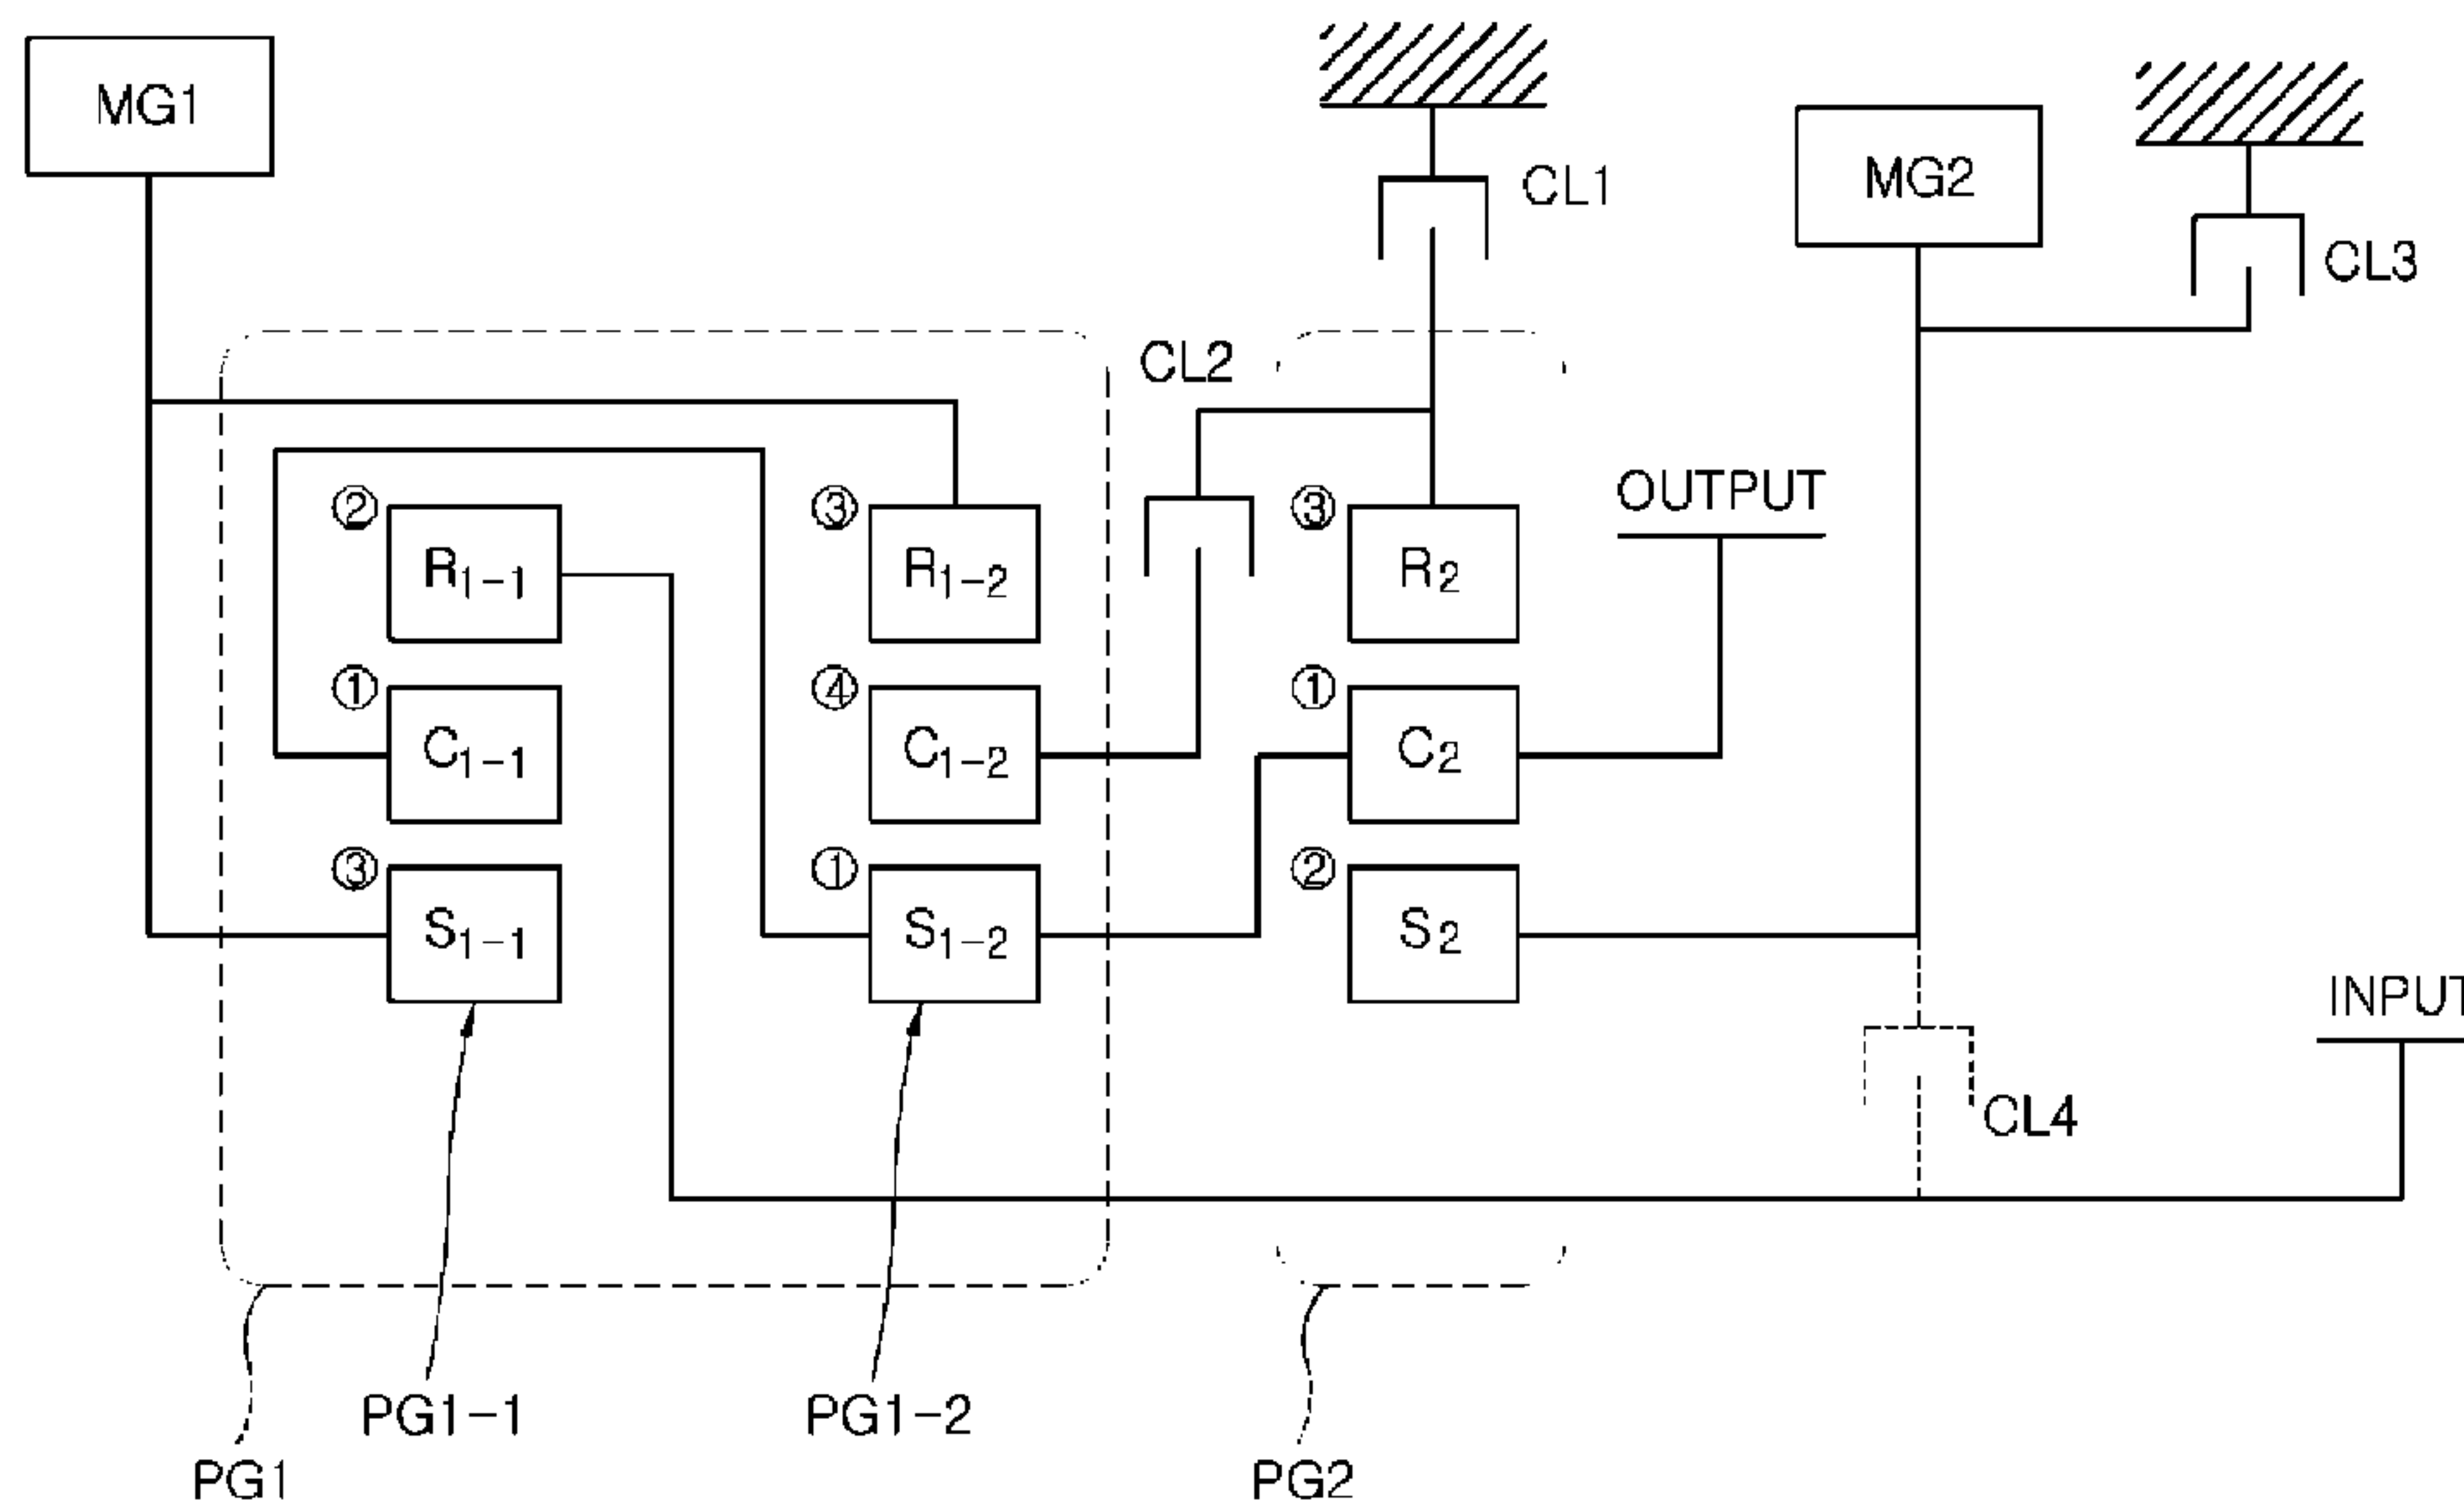 MG1
CL1
MG2
CL3
CL2
OUTPUT
② R1-1
③ R1-2
③ R2
① C1-1
④ C1-2
① C2
③ S1-1
① S1-2
② S2
INPUT
CL4
PG1-1
PG1-2
PG1
PG2